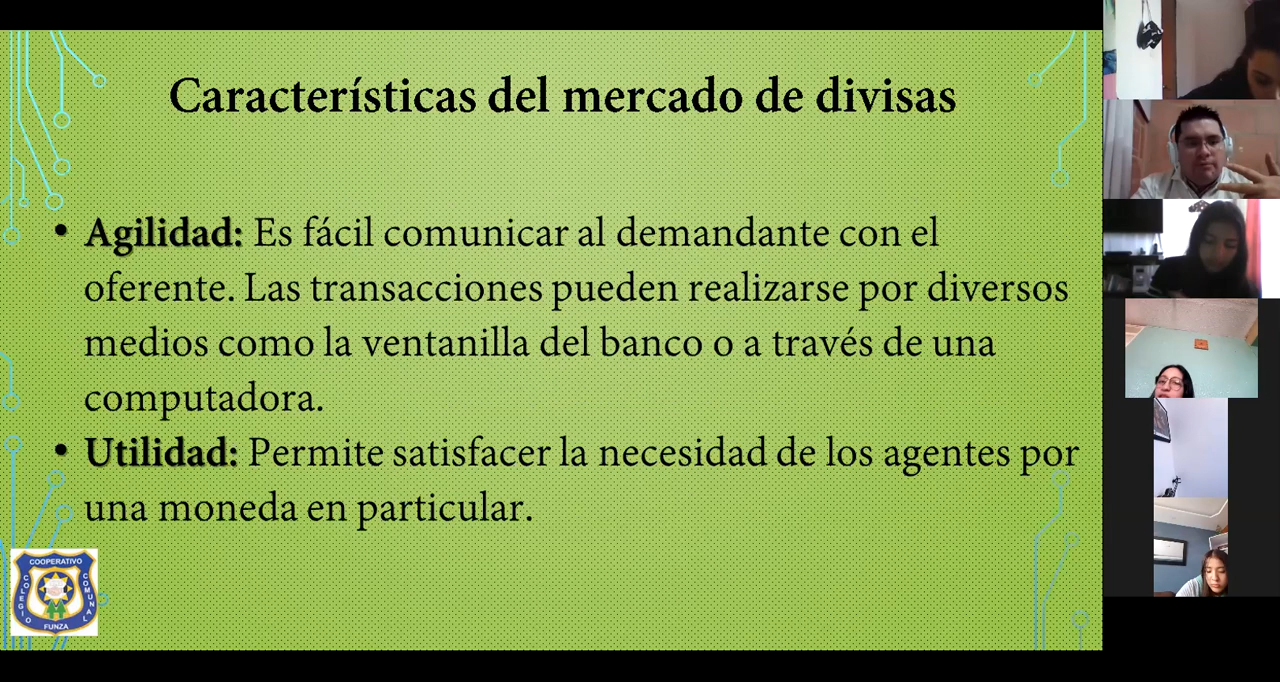 Características del mercado de divisas
• Agilidad: Es fácil comunicar al demandante con el
oferente. Las transacciones pueden realizarse por diversos
medios como la ventanilla del banco o a través de una
computadora.
• Utilidad: Permite satisfacer la necesidad de los agentes por
una moneda en particular.
COOPERATIVO
COLEGIO
COMUNAL
FUNZA